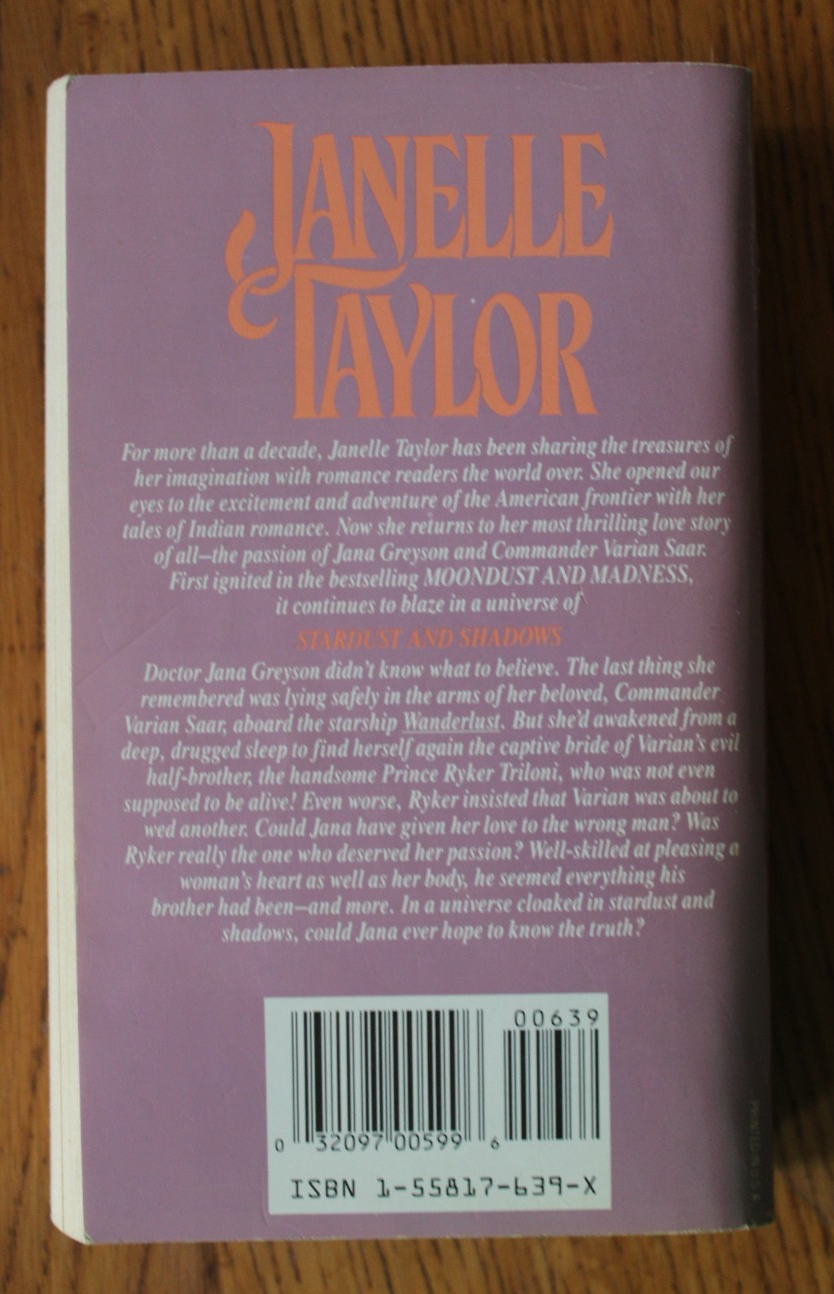 JANELLE
TAYLOR
For more than a decade, Janelle Taylor has been sharing the treasures of
her imagination with romance readers the world over. She opened our
eyes to the excitement and adventure of the American frontier with her
tales of Indian romance. Now she returns to her most thrilling love story
of all—the passion of Jana Greyson and Commander Varian Saar.
First ignited in the bestselling MOONDUST AND MADNESS,
it continues to blaze in a universe of
STARDUST AND SHADOWS
Doctor Jana Greyson didn't know what to believe. The last thing she
remembered was lying safely in the arms of her beloved, Commander
Varian Saar, aboard the starship Wanderlust. But she'd awakened from a
deep, drugged sleep to find herself again the captive bride of Varian's evil
half-brother, the handsome Prince Ryker Triloni, who was not even
supposed to be alive! Even worse, Ryker insisted that Varian was about to
wed another. Could Jana have given her love to the wrong man? Was
Ryker really the one who deserved her passion? Well-skilled at pleasing a
woman's heart as well as her body, he seemed everything his
brother had been—and more. In a universe cloaked in stardust and
shadows, could Jana ever hope to know the truth?
00639
0 32097 00599 6
ISBN 1-55817-639-X
PRINTED IN U.S.A.